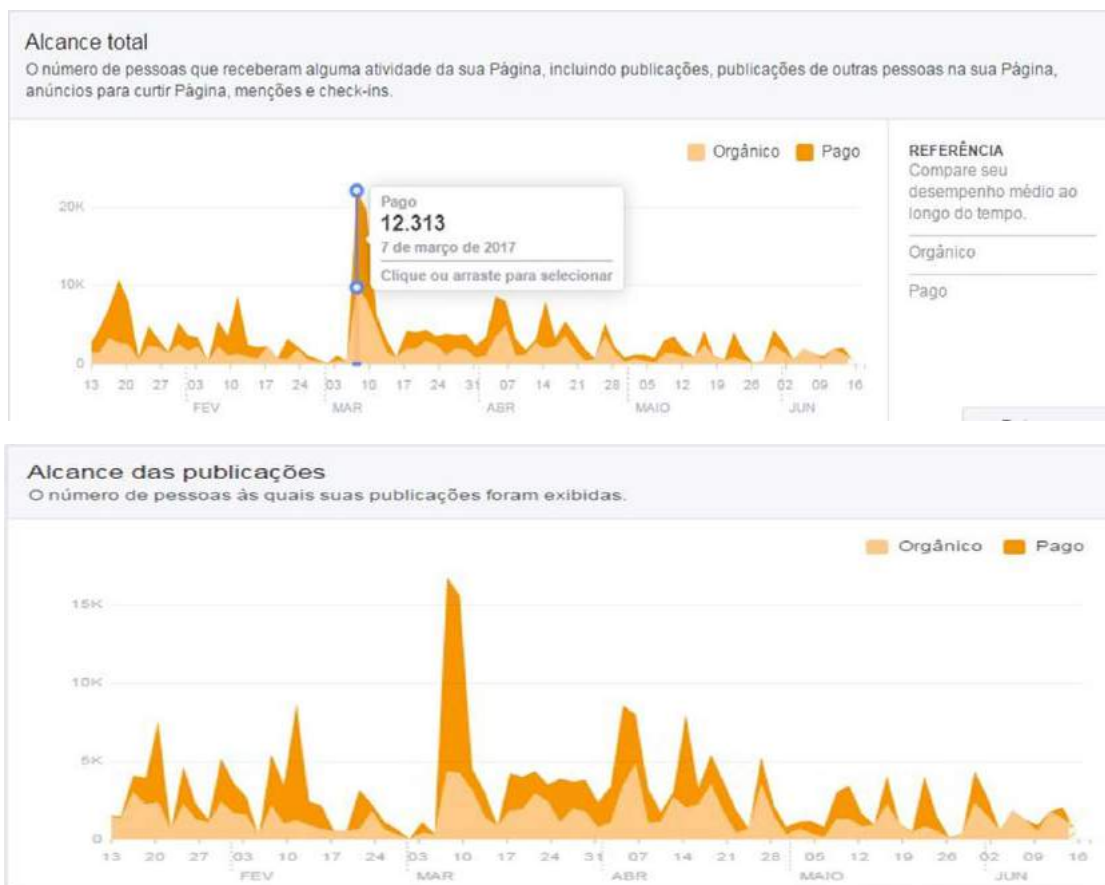 Alcance total
O número de pessoas que receberam alguma atividade da sua Página, incluindo publicações, publicações de outras pessoas na sua Página,
anúncios para curtir Página, menções e check-ins.
Orgânico Pago
REFERÊNCIA
Compare seu
desempenho médio ao
longo do tempo.
Orgânico
Pago
20K
Pago
12.313
7 de março de 2017
Clique ou arraste para selecionar
10K
0
13 20 27 03 10 17 24 03 10 17 24 31 07 14 21 28 05 12 19 26 02 09 16
FEV MAR ABR MAIO JUN
Alcance das publicações
O número de pessoas às quais suas publicações foram exibidas.
Orgânico Pago
15K
10K
5K
0
13 20 27 03 10 17 24 03 10 17 24 31 07 14 21 28 05 12 19 26 02 09 16
FEV MAR ABR MAIO JUN